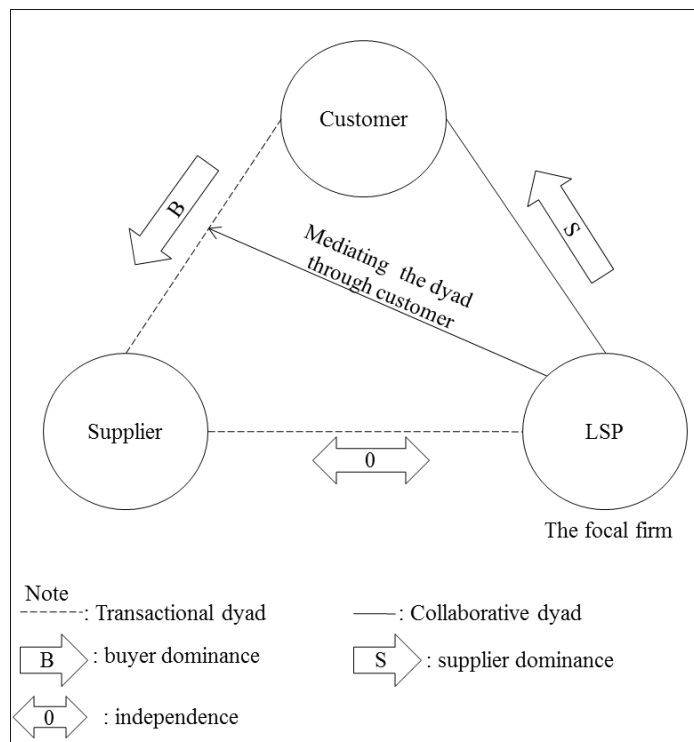 Customer
B
S
Mediating the dyad
through customer
Supplier
LSP
0
The focal firm
Note
: Transactional dyad
: Collaborative dyad
B : buyer dominance
S : supplier dominance
0 : independence